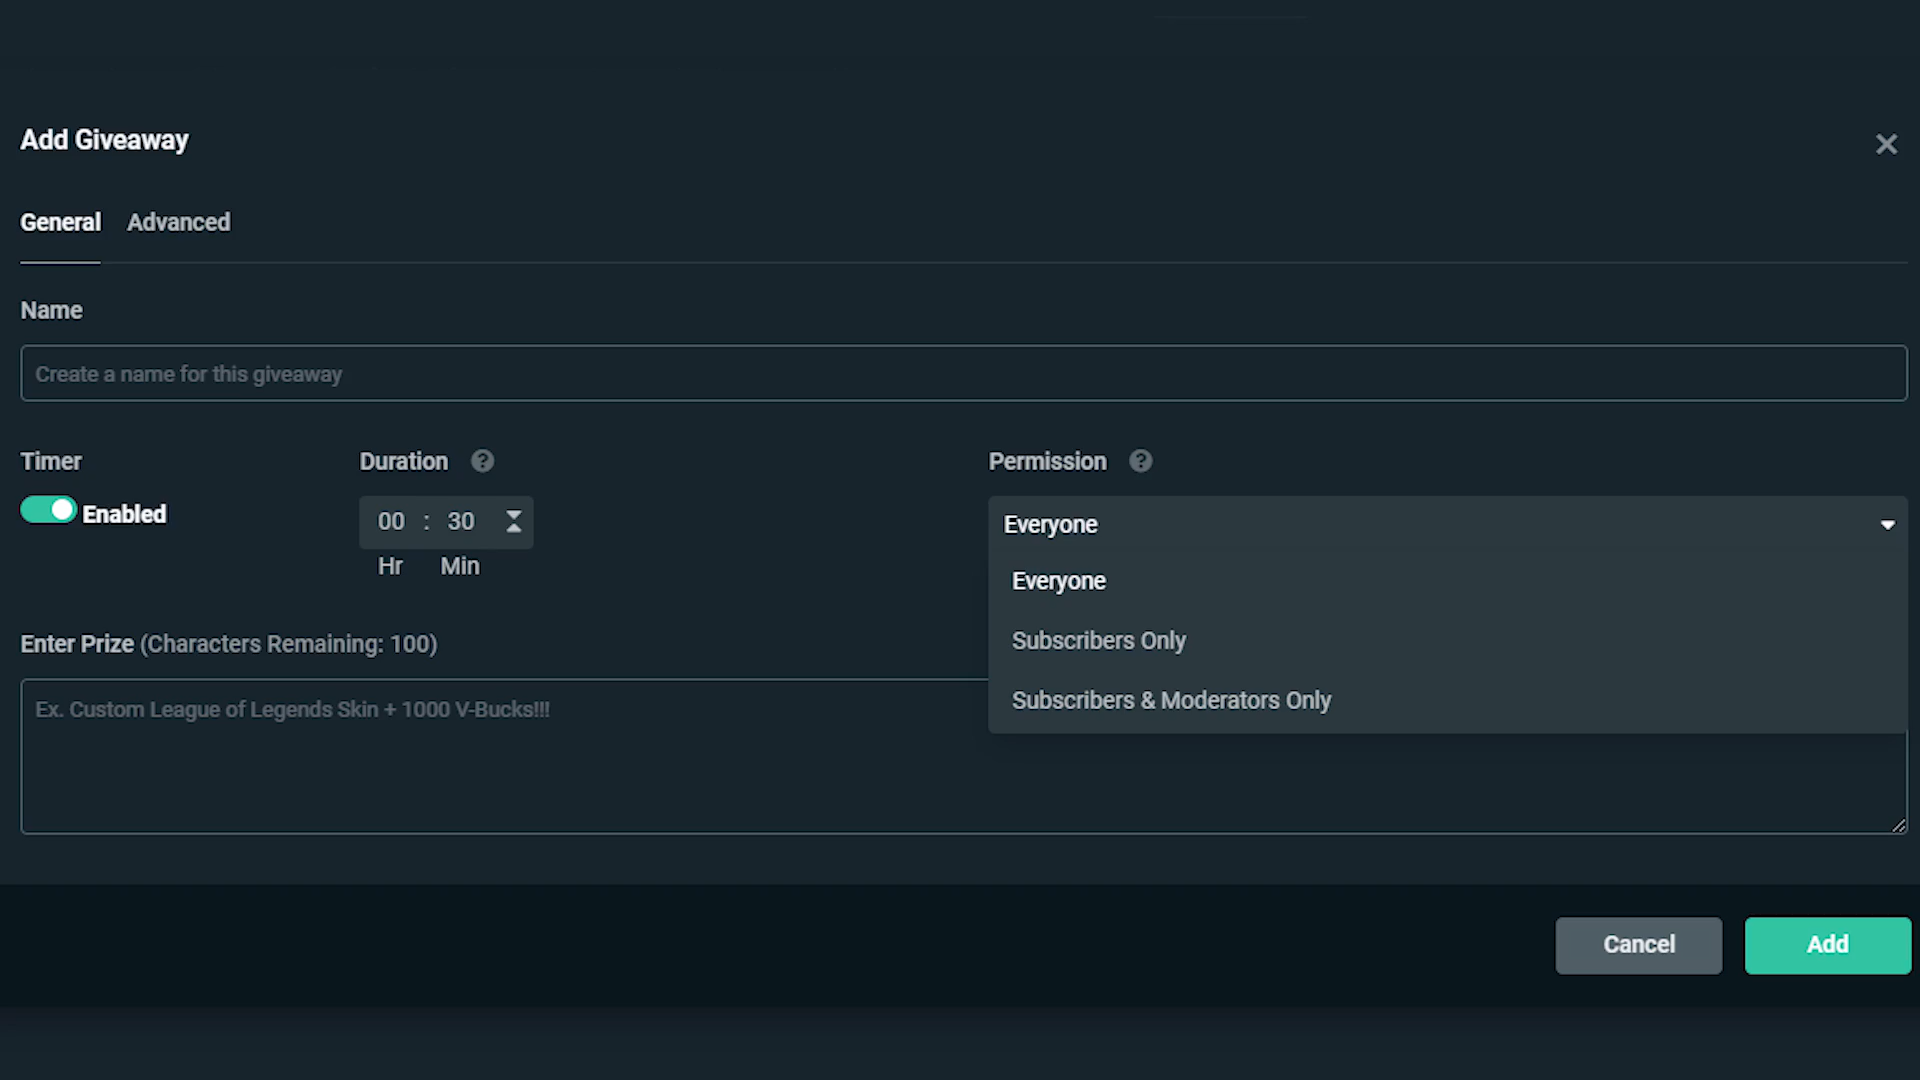 Add Giveaway
General Advanced
Name
Create a name for this giveaway
Timer Duration ? Permission ?
Enabled 00 : 30 Everyone
Hr Min
Everyone
Subscribers Only
Subscribers & Moderators Only
Enter Prize (Characters Remaining: 100)
Ex. Custom League of Legends Skin + 1000 V-Bucks!!!
Cancel Add